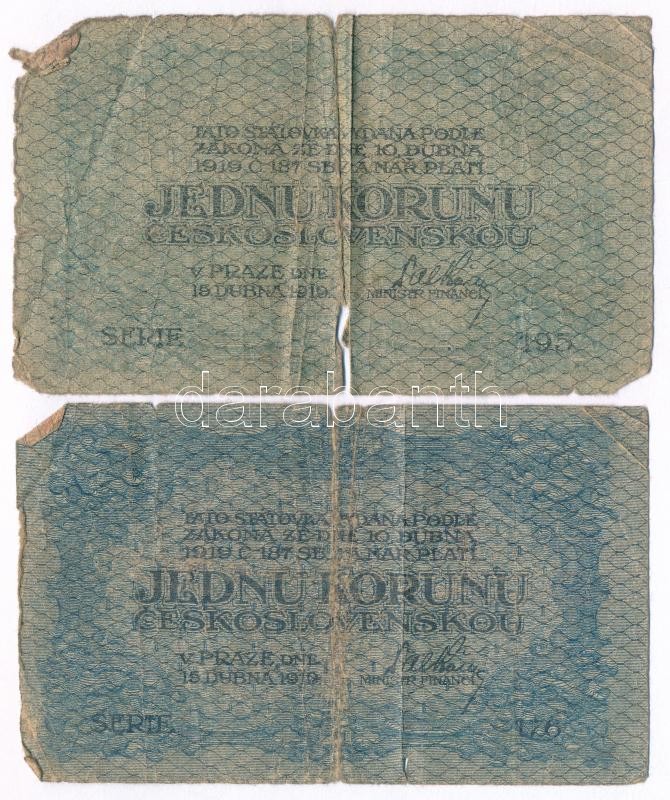 TATO STÁTOVKA VYDANÁ PODLE
ZÁKONA ZE DNE 10. DUBNA
1919 Č. 187 SB. Z. A NAŘ. PLATÍ
JEDNU KORUNU
ČESKOSLOVENSKOU
V PRAZE, DNE
15. DUBNA 1919.
MINISTR FINANCÍ
SERIE 195
darabanth
TATO STÁTOVKA VYDANÁ PODLE
ZÁKONA ZE DNE 10. DUBNA
1919 Č. 187 SB. Z. A NAŘ. PLATÍ
JEDNU KORUNU
ČESKOSLOVENSKOU
V PRAZE, DNE
15. DUBNA 1919.
MINISTR FINANCÍ
SERIE 176